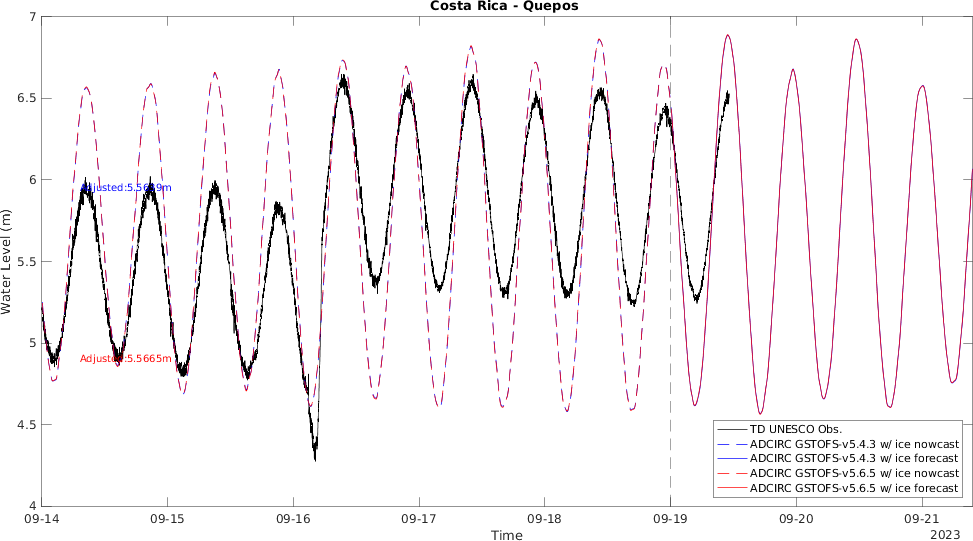 Costa Rica - Quepos
7
6.5
6
5.5
5
4.5
4
Water Level (m)
Adjusted:5.5649m
Adjusted:5.5665m
TD UNESCO Obs.
ADCIRC GSTOFS-v5.4.3 w/ ice nowcast
ADCIRC GSTOFS-v5.4.3 w/ ice forecast
ADCIRC GSTOFS-v5.6.5 w/ ice nowcast
ADCIRC GSTOFS-v5.6.5 w/ ice forecast
09-14 09-15 09-16 09-17 09-18 09-19 09-20 09-21
Time
2023